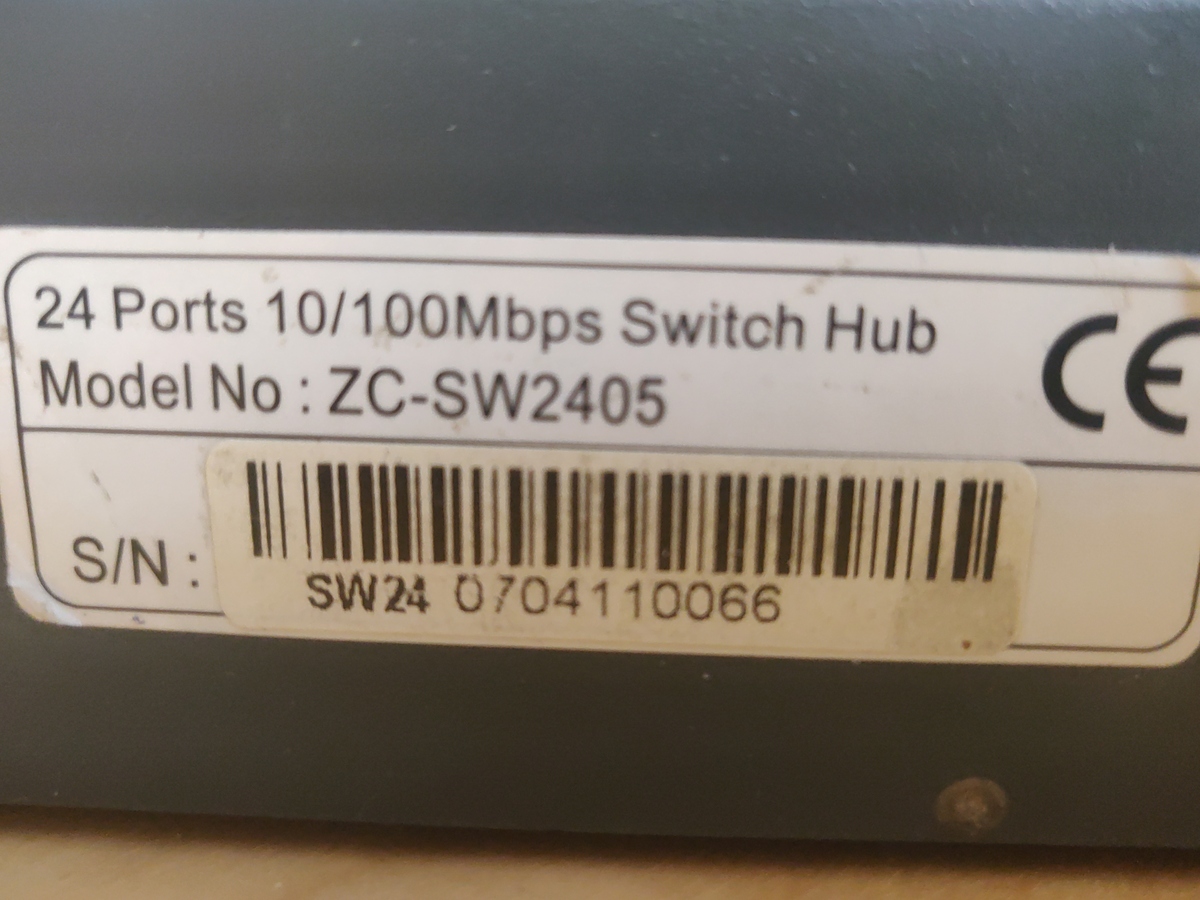 24 Ports 10/100Mbps Switch Hub
Model No : ZC-SW2405
CE
S/N :
SW24 0704110066